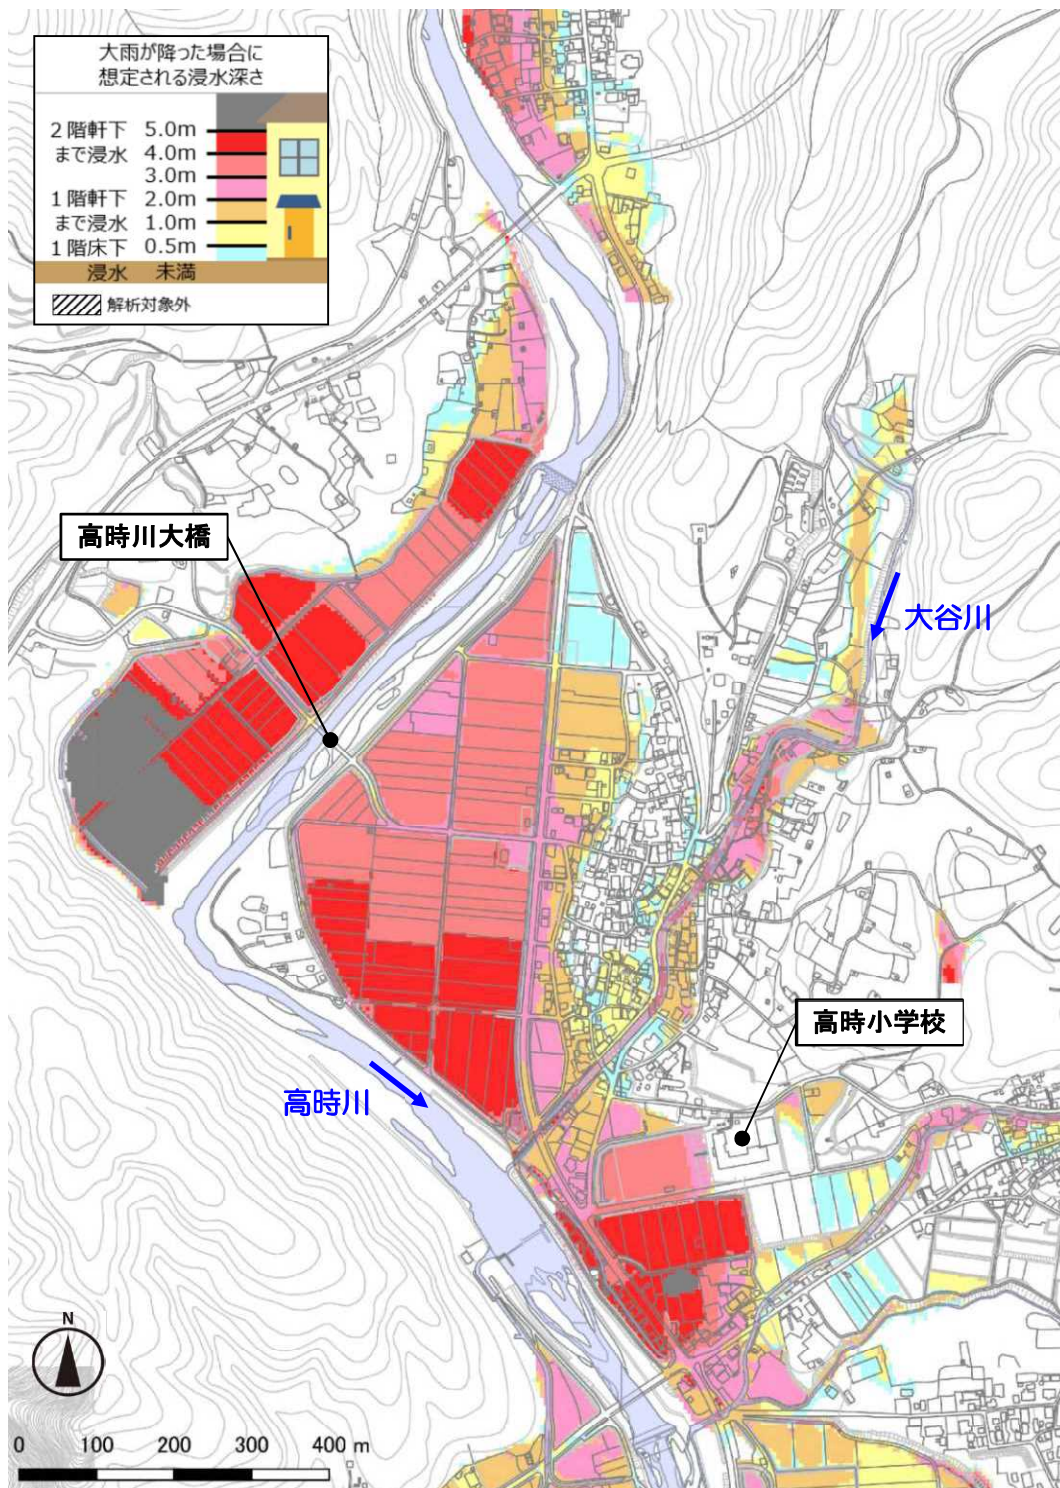 大雨が降った場合に
想定される浸水深さ
2階軒下 5.0m
まで浸水 4.0m
3.0m
1階軒下 2.0m
まで浸水 1.0m
1階床下 0.5m
浸水 未満
解析対象外
高時川大橋
大谷川
高時小学校
高時川
N
0 100 200 300 400 m